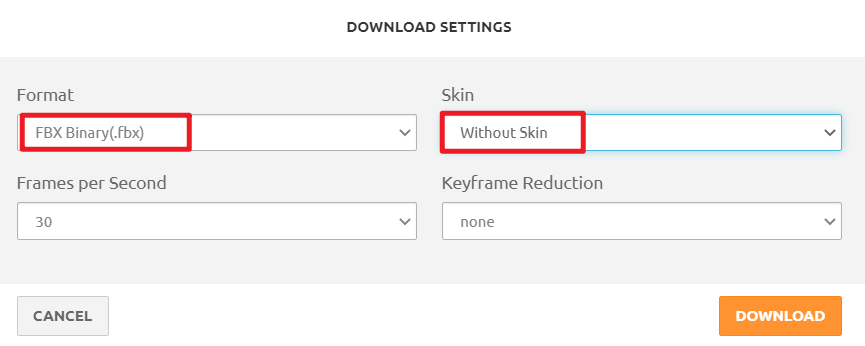 DOWNLOAD SETTINGS
Format
Skin
FBX Binary(.fbx)
Without Skin
Frames per Second
Keyframe Reduction
30
none
CANCEL
DOWNLOAD